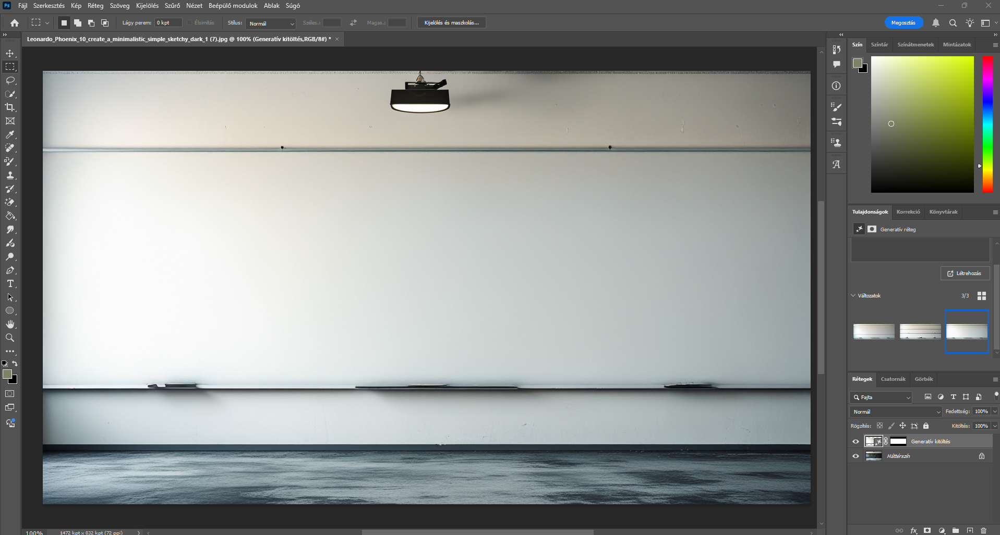 Ps Fájl Szerkesztés Kép Réteg Szöveg Kijelölés Szűrő Nézet Beépülő modulok Ablak Súgó
Lágy perem: 0 kpt Élsimítás Stílus: Normál Széles.: Magas.: Kijelölés és maszkolás... Megosztás
Leonardo_Phoenix_10_create_a_minimalistic_simple_sketchy_dark_1 (7).jpg @ 100% (Generatív kitöltés,RGB/8#) * ×
Szín Színtár Színátmenetek Mintázatok
Tulajdonságok Korrekció Könyvtárak
Generatív réteg
Létrehozás
Változatok 3/3
Rétegek Csatornák Görbék
Fajta
Normál Fedettség: 100%
Rögzítés: Kitöltés: 100%
Generatív kitöltés
Háttérszín
fx
100% 1472 kpt x 832 kpt (72 ppi)